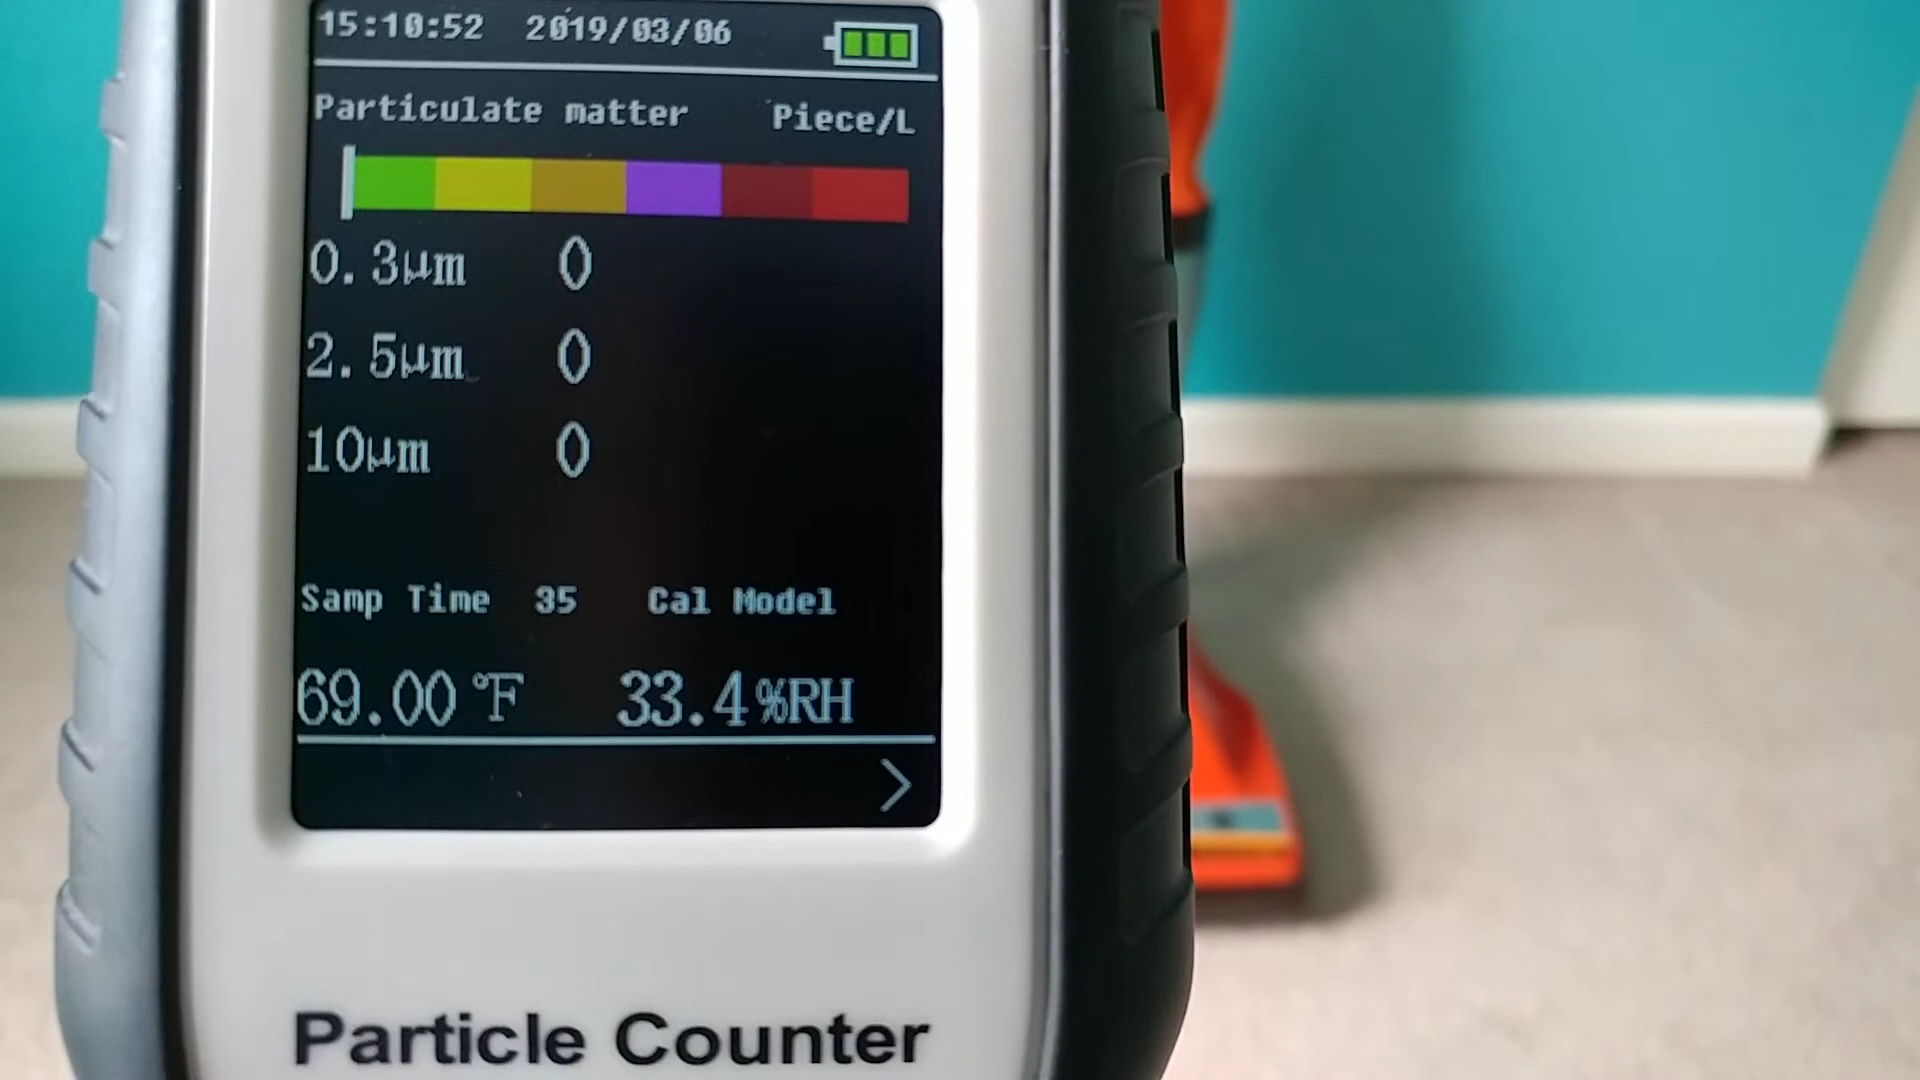 15:10:52 2019/03/06
Particulate matter Piece/L
0.3µm 0
2.5µm 0
10µm 0
Samp Time 35 Cal Model
69.00℉ 33.4%RH
>
Particle Counter